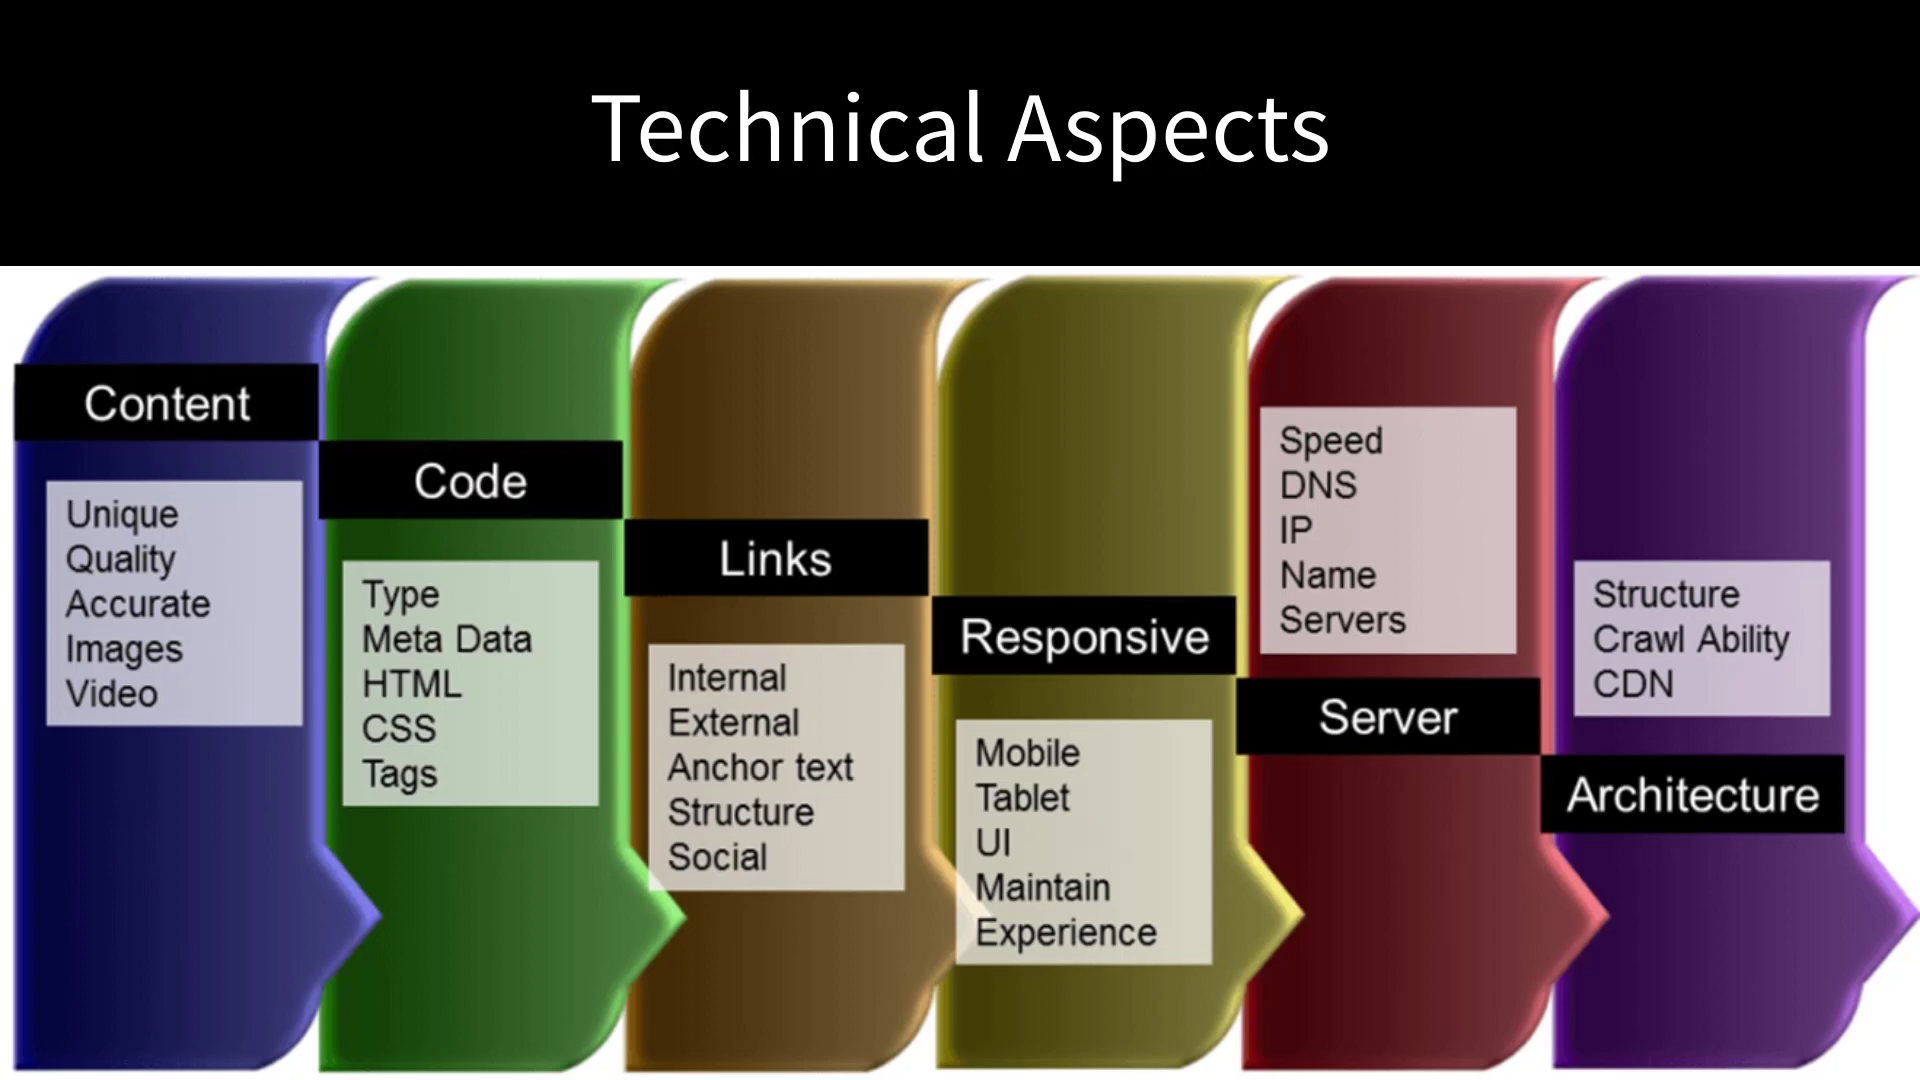 Technical Aspects
Content
Unique
Quality
Accurate
Images
Video
Code
Type
Meta Data
HTML
CSS
Tags
Links
Internal
External
Anchor text
Structure
Social
Responsive
Mobile
Tablet
UI
Maintain
Experience
Speed
DNS
IP
Name
Servers
Server
Structure
Crawl Ability
CDN
Architecture